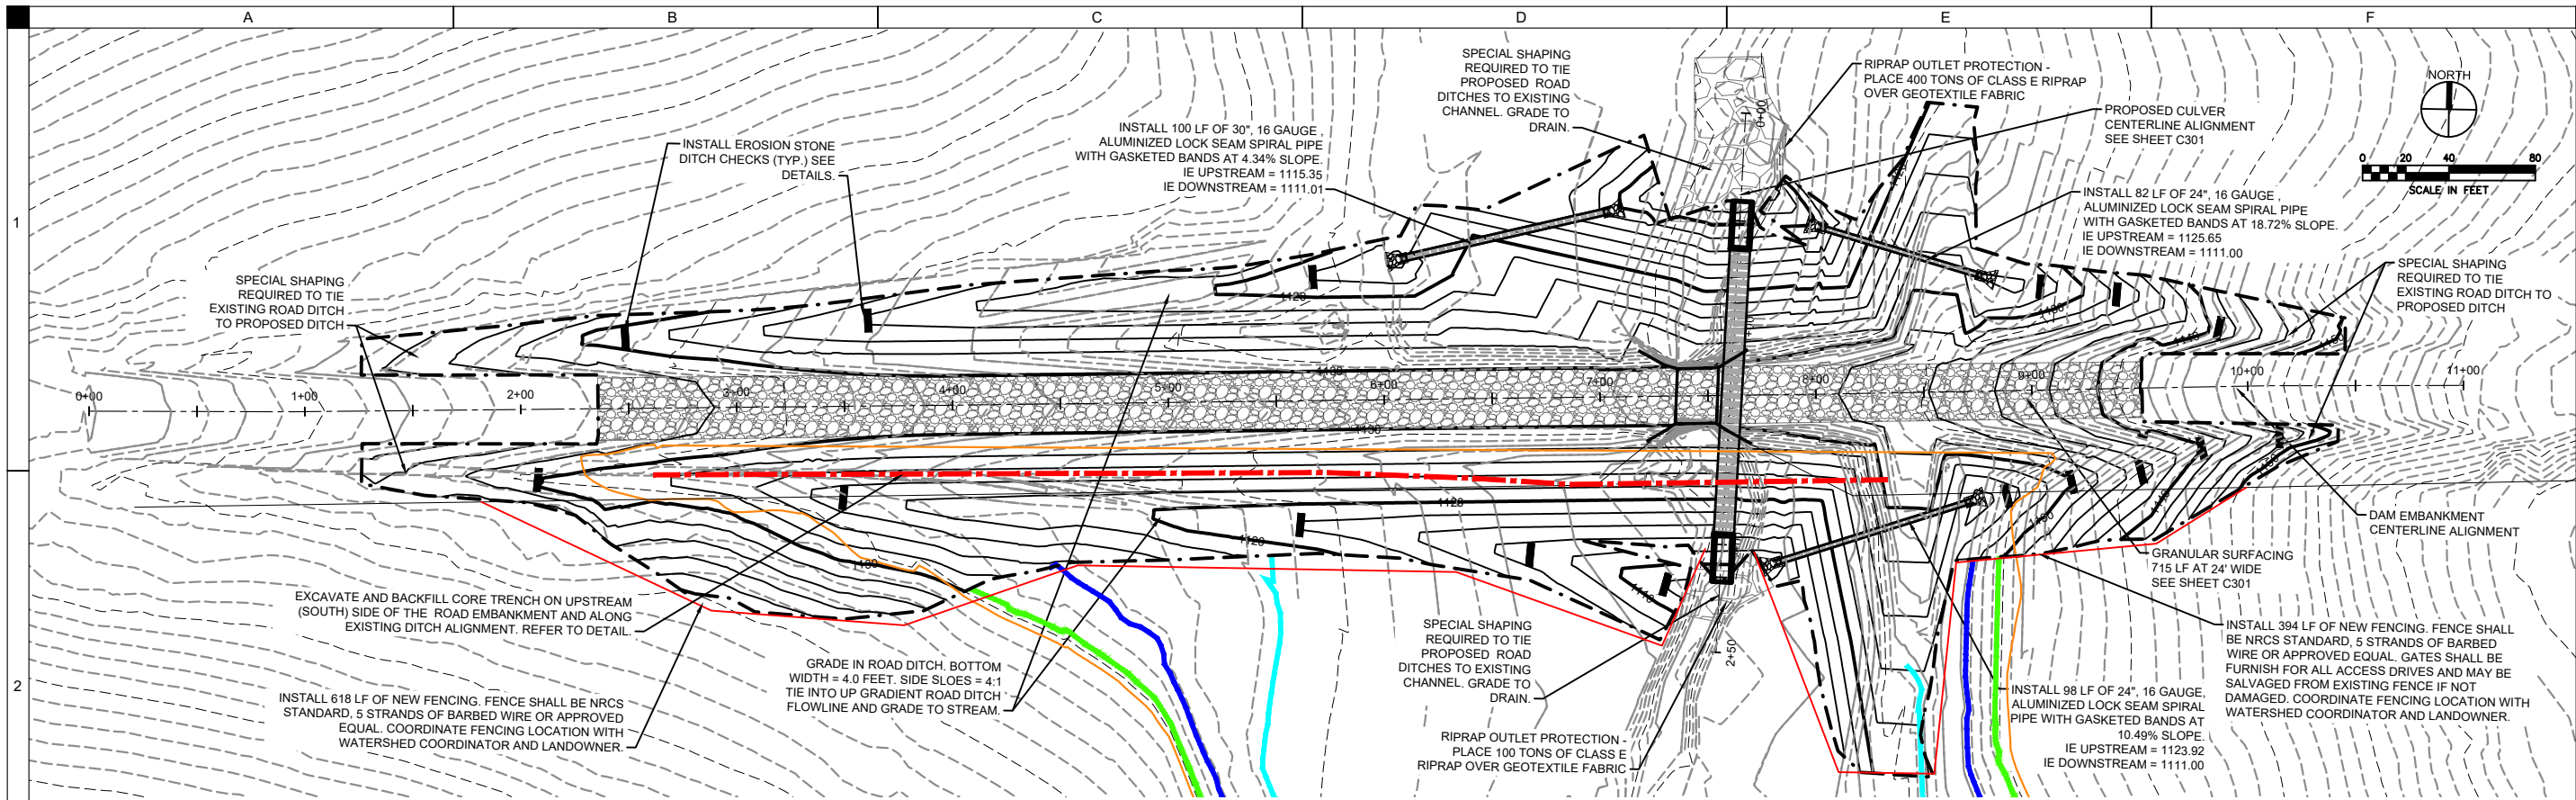 A
B
C
D
E
F
1
2
NORTH
0 20 40 80
SCALE IN FEET
INSTALL EROSION STONE
DITCH CHECKS (TYP.) SEE
DETAILS.
INSTALL 100 LF OF 30", 16 GAUGE ,
ALUMINIZED LOCK SEAM SPIRAL PIPE
WITH GASKETED BANDS AT 4.34% SLOPE.
IE UPSTREAM = 1115.35
IE DOWNSTREAM = 1111.01
SPECIAL SHAPING
REQUIRED TO TIE
PROPOSED ROAD
DITCHES TO EXISTING
CHANNEL. GRADE TO
DRAIN.
RIPRAP OUTLET PROTECTION -
PLACE 400 TONS OF CLASS E RIPRAP
OVER GEOTEXTILE FABRIC
PROPOSED CULVER
CENTERLINE ALIGNMENT
SEE SHEET C301
INSTALL 82 LF OF 24", 16 GAUGE ,
ALUMINIZED LOCK SEAM SPIRAL PIPE
WITH GASKETED BANDS AT 18.72% SLOPE.
IE UPSTREAM = 1125.65
IE DOWNSTREAM = 1111.00
SPECIAL SHAPING
REQUIRED TO TIE
EXISTING ROAD DITCH TO
PROPOSED DITCH
SPECIAL SHAPING
REQUIRED TO TIE
EXISTING ROAD DITCH
TO PROPOSED DITCH
0+00
1120
1130
1140
1130
0+00
1+00
2+00
3+00
4+00
5+00
6+00
7+00
8+00
9+00
10+00
11+00
1130
1120
1120
1130
1110
1130
1140
1150
2+50
DAM EMBANKMENT
CENTERLINE ALIGNMENT
GRANULAR SURFACING
715 LF AT 24' WIDE
SEE SHEET C301
EXCAVATE AND BACKFILL CORE TRENCH ON UPSTREAM
(SOUTH) SIDE OF THE ROAD EMBANKMENT AND ALONG
EXISTING DITCH ALIGNMENT. REFER TO DETAIL.
INSTALL 618 LF OF NEW FENCING. FENCE SHALL BE NRCS
STANDARD, 5 STRANDS OF BARBED WIRE OR APPROVED
EQUAL. COORDINATE FENCING LOCATION WITH
WATERSHED COORDINATOR AND LANDOWNER.
GRADE IN ROAD DITCH. BOTTOM
WIDTH = 4.0 FEET. SIDE SLOES = 4:1
TIE INTO UP GRADIENT ROAD DITCH
FLOWLINE AND GRADE TO STREAM.
SPECIAL SHAPING
REQUIRED TO TIE
PROPOSED ROAD
DITCHES TO EXISTING
CHANNEL. GRADE TO
DRAIN.
RIPRAP OUTLET PROTECTION -
PLACE 100 TONS OF CLASS E
RIPRAP OVER GEOTEXTILE FABRIC
INSTALL 98 LF OF 24", 16 GAUGE,
ALUMINIZED LOCK SEAM SPIRAL
PIPE WITH GASKETED BANDS AT
10.49% SLOPE.
IE UPSTREAM = 1123.92
IE DOWNSTREAM = 1111.00
INSTALL 394 LF OF NEW FENCING. FENCE SHALL
BE NRCS STANDARD, 5 STRANDS OF BARBED
WIRE OR APPROVED EQUAL. GATES SHALL BE
FURNISH FOR ALL ACCESS DRIVES AND MAY BE
SALVAGED FROM EXISTING FENCE IF NOT
DAMAGED. COORDINATE FENCING LOCATION WITH
WATERSHED COORDINATOR AND LANDOWNER.